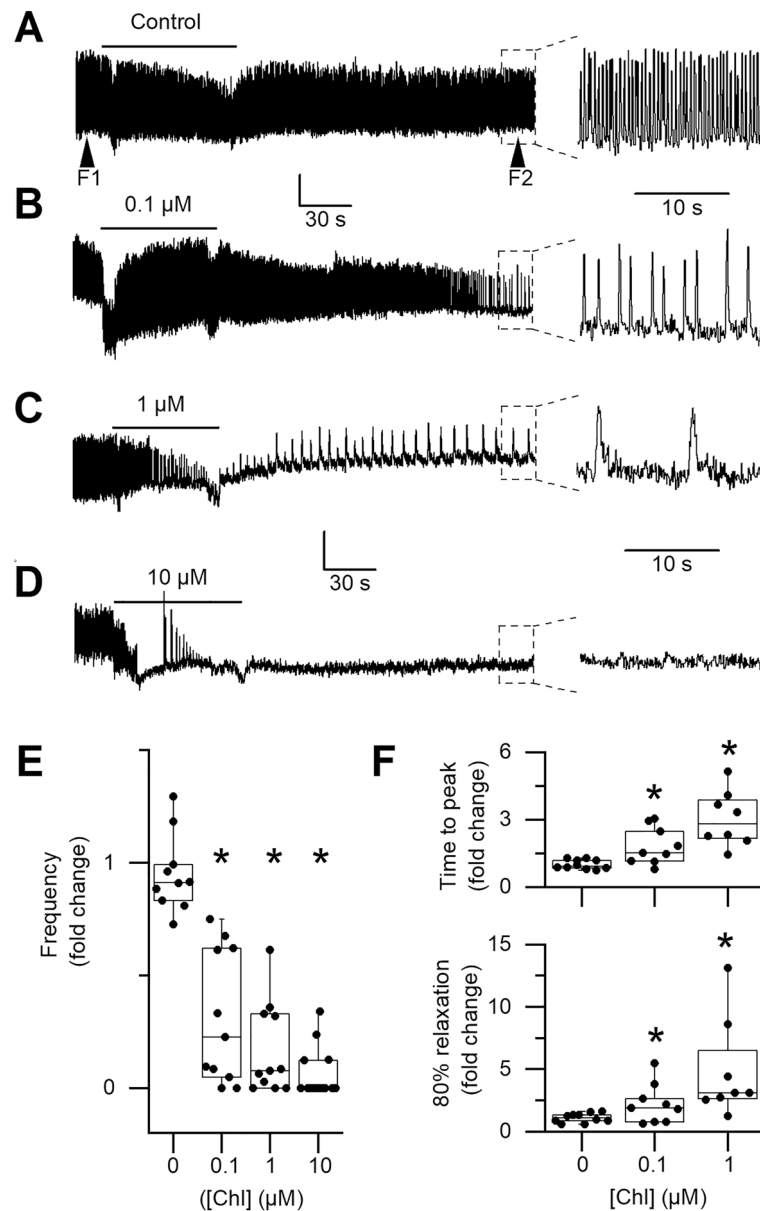 A
Control
F1
F2
30 s
10 s
B
0.1 µM
C
1 µM
30 s
10 s
D
10 µM
E
Frequency
(fold change)
1
0
*
*
*
0
0.1
1
10
([Chl] (µM)
F
Time to peak
(fold change)
6
3
0
*
*
80% relaxation
(fold change)
15
10
5
0
*
*
0
0.1
1
[Chl] (µM)